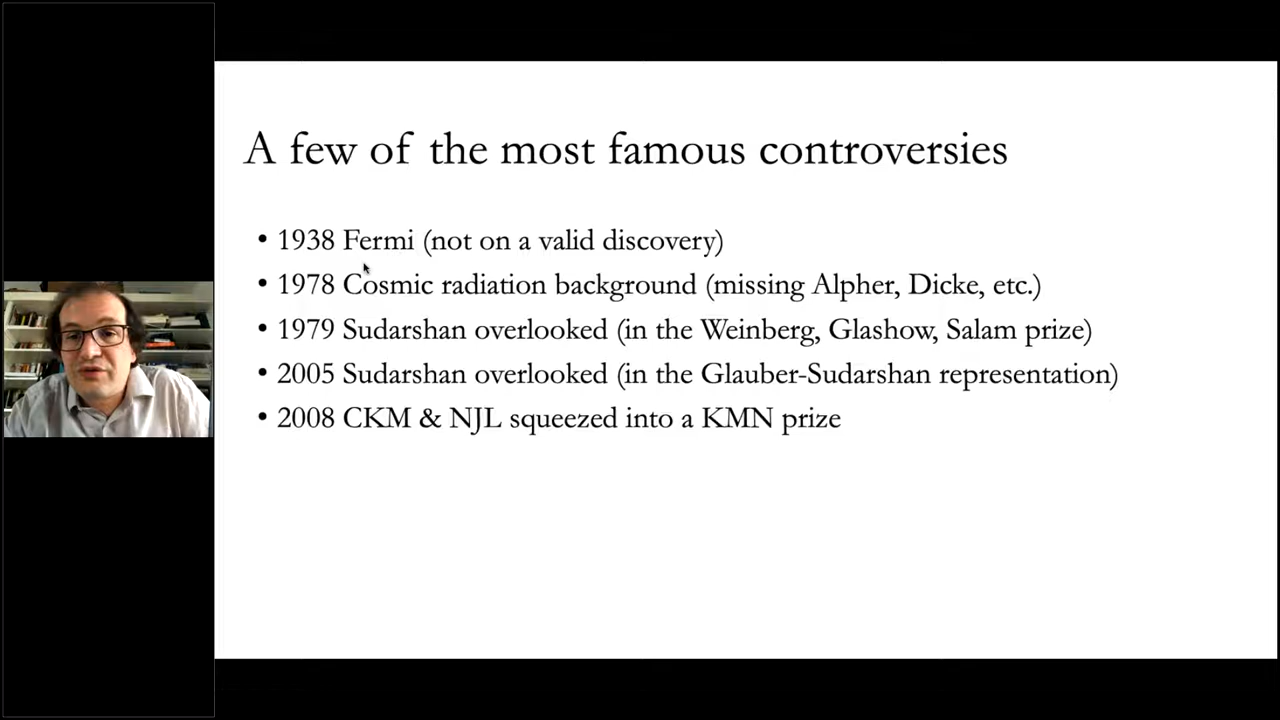 A few of the most famous controversies
• 1938 Fermi (not on a valid discovery)
• 1978 Cosmic radiation background (missing Alpher, Dicke, etc.)
• 1979 Sudarshan overlooked (in the Weinberg, Glashow, Salam prize)
• 2005 Sudarshan overlooked (in the Glauber-Sudarshan representation)
• 2008 CKM & NJL squeezed into a KMN prize